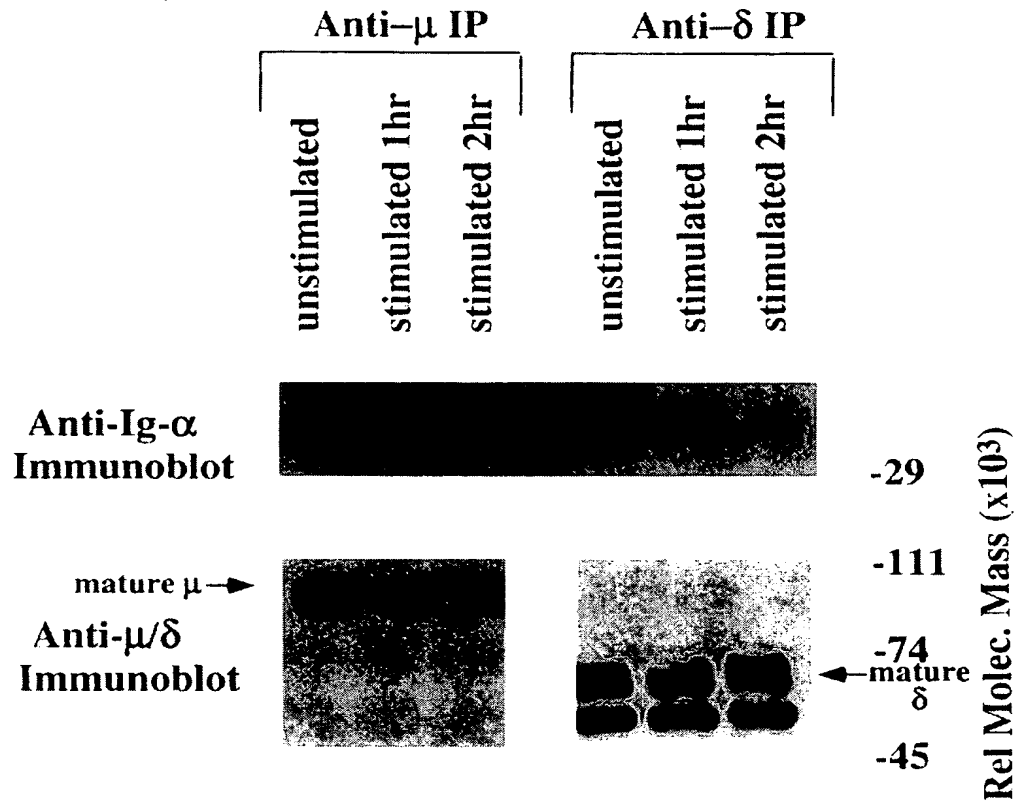 Anti–μ IP
Anti–δ IP
unstimulated
stimulated 1hr
stimulated 2hr
unstimulated
stimulated 1hr
stimulated 2hr
Anti-Ig-α
Immunoblot
-29
-111
mature μ
Anti-μ/δ
Immunoblot
-74
mature
δ
-45
Rel Molec. Mass (x10³)